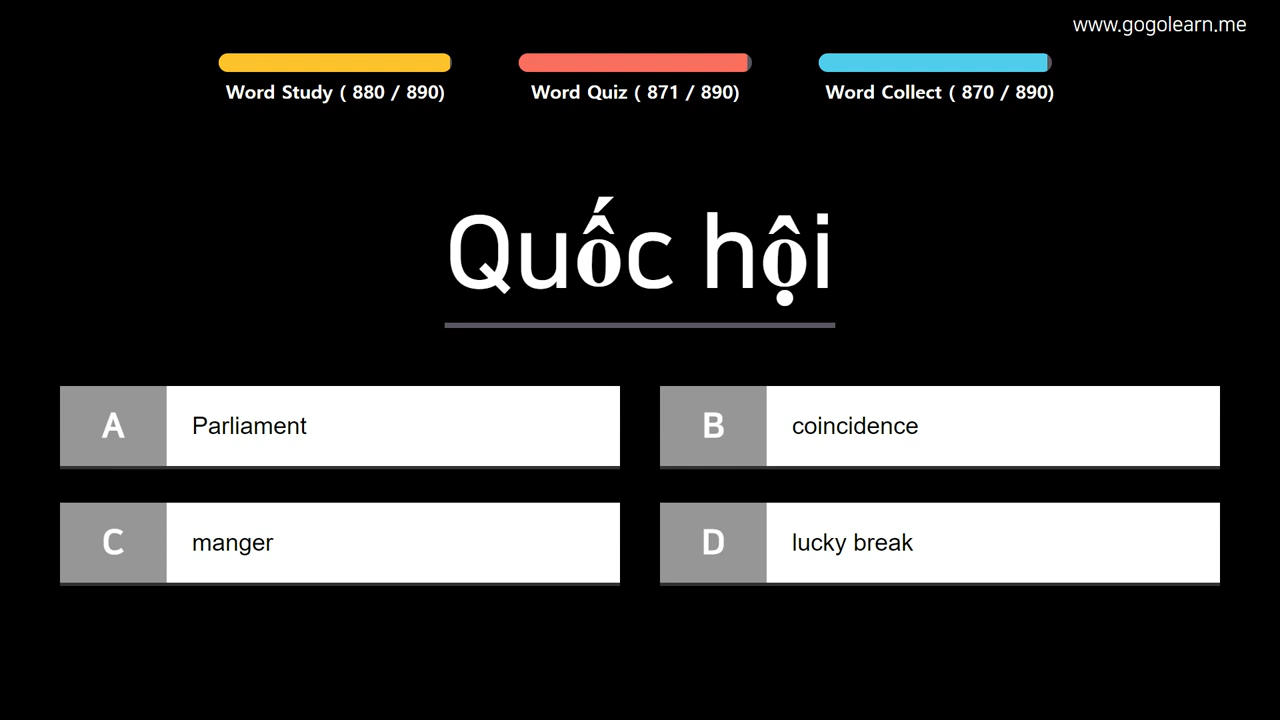 www.gogolearn.me
Word Study ( 880 / 890)
Word Quiz ( 871 / 890)
Word Collect ( 870 / 890)
Quốc hội
A Parliament
B coincidence
C manger
D lucky break